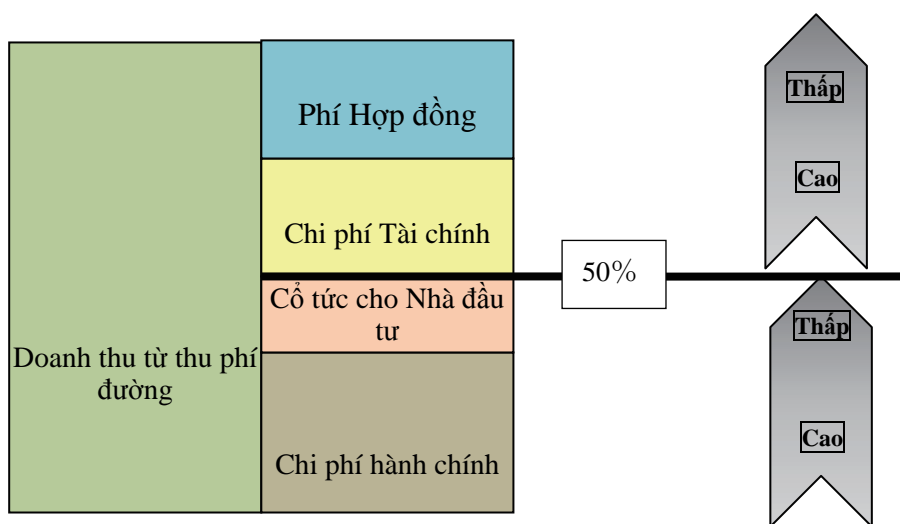 Doanh thu từ thu phí
đường
Phí Hợp đồng
Chi phí Tài chính
Cổ tức cho Nhà đầu
tư
Chi phí hành chính
50%
Thấp
Cao
Thấp
Cao